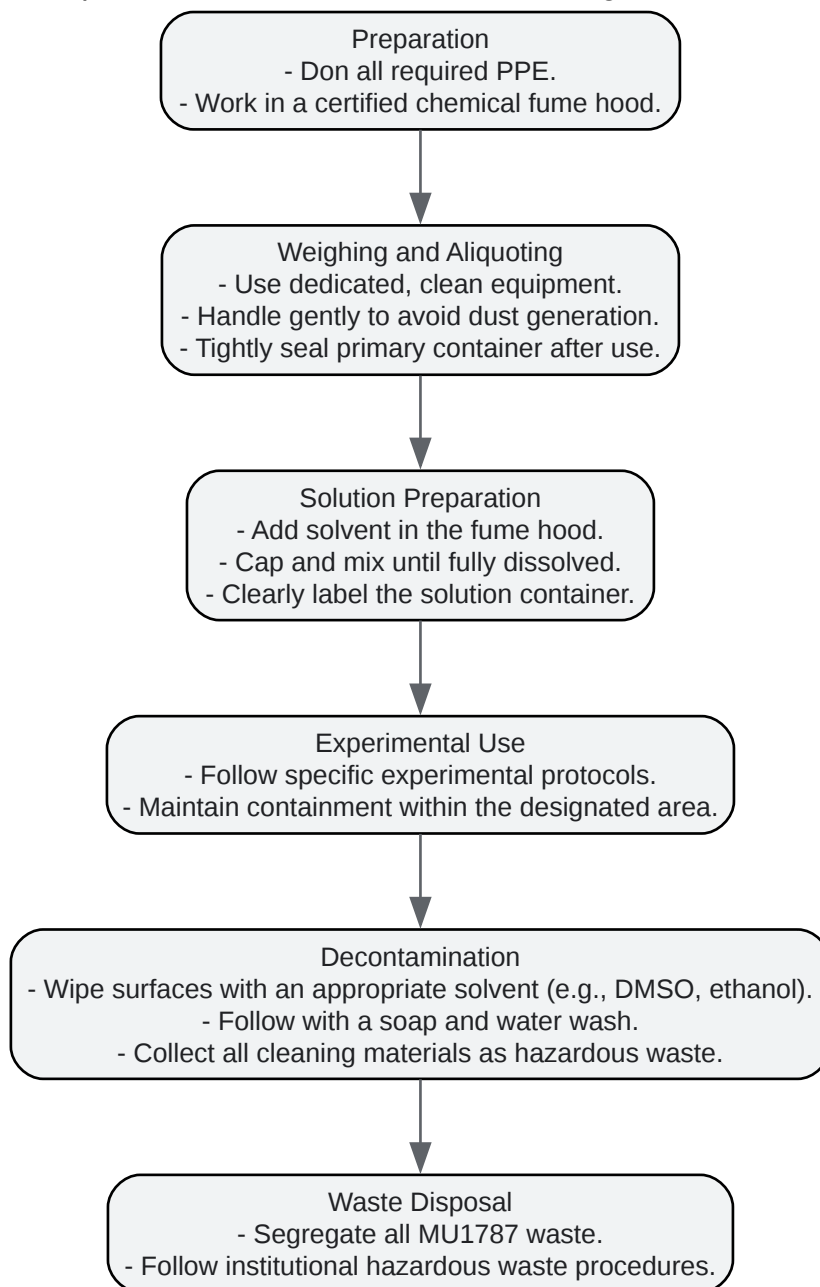 Preparation
- Don all required PPE.
- Work in a certified chemical fume hood.
Weighing and Aliquoting
- Use dedicated, clean equipment.
- Handle gently to avoid dust generation.
- Tightly seal primary container after use.
Solution Preparation
- Add solvent in the fume hood.
- Cap and mix until fully dissolved.
- Clearly label the solution container.
Experimental Use
- Follow specific experimental protocols.
- Maintain containment within the designated area.
Decontamination
- Wipe surfaces with an appropriate solvent (e.g., DMSO, ethanol).
- Follow with a soap and water wash.
- Collect all cleaning materials as hazardous waste.
Waste Disposal
- Segregate all MU1787 waste.
- Follow institutional hazardous waste procedures.